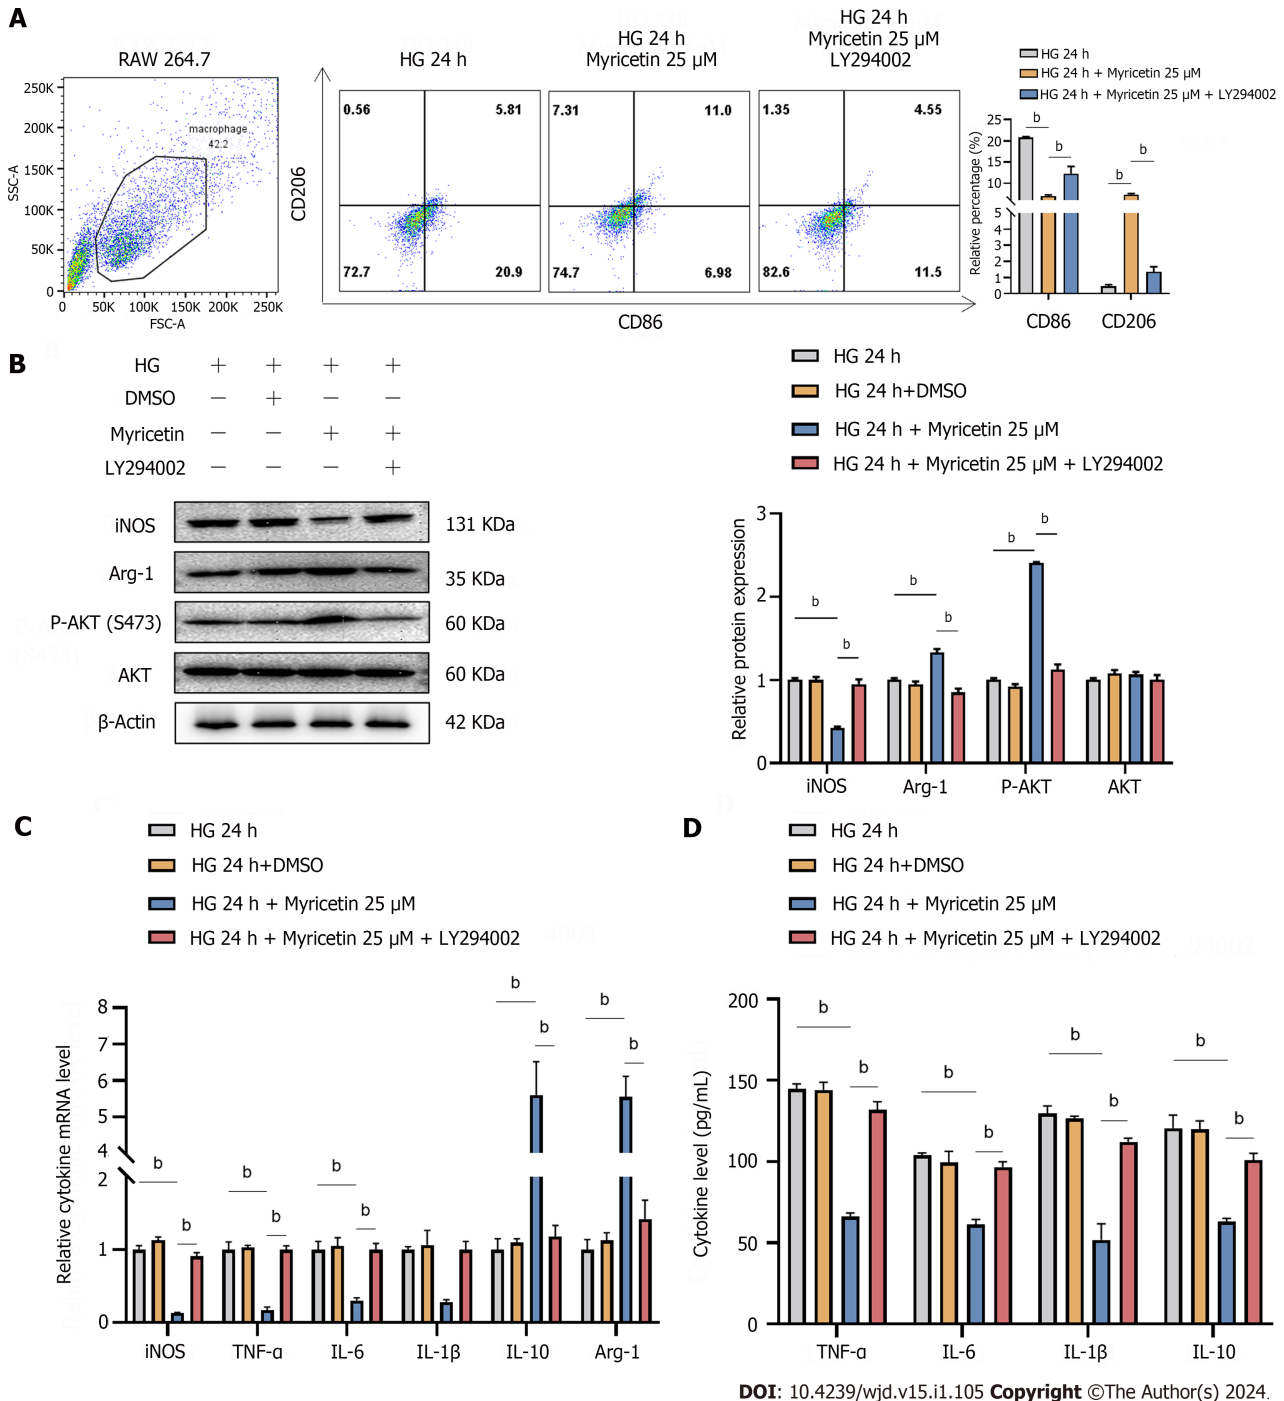 A
RAW 264.7
250K
200K
150K
100K
50K
0
SSC-A
macrophage
42.2
0 50K 100K 150K 200K 250K
FSC-A
HG 24 h
HG 24 h
Myricetin 25 μM
HG 24 h
Myricetin 25 μM
LY294002
CD206
0.56 5.81
72.7 20.9
7.31 11.0
74.7 6.98
1.35 4.55
82.6 11.5
CD86
HG 24 h
HG 24 h + Myricetin 25 μM
HG 24 h + Myricetin 25 μM + LY294002
Relative percentage (%)
25
20
15
10
5
4
3
2
1
0
b
b
b
b
CD86 CD206
B
HG + + + +
DMSO − + − −
Myricetin − − + +
LY294002 − − − +
iNOS 131 KDa
Arg-1 35 KDa
P-AKT (S473) 60 KDa
AKT 60 KDa
β-Actin 42 KDa
HG 24 h
HG 24 h+DMSO
HG 24 h + Myricetin 25 μM
HG 24 h + Myricetin 25 μM + LY294002
Relative protein expression
3
2
1
0
b
b
b
b
b
b
iNOS Arg-1 P-AKT AKT
C
HG 24 h
HG 24 h+DMSO
HG 24 h + Myricetin 25 μM
HG 24 h + Myricetin 25 μM + LY294002
Relative cytokine mRNA level
8
7
6
5
4
2
1
0
b
b
b
b
b
b
b
b
b
b
iNOS TNF-α IL-6 IL-1β IL-10 Arg-1
D
HG 24 h
HG 24 h+DMSO
HG 24 h + Myricetin 25 μM
HG 24 h + Myricetin 25 μM + LY294002
Cytokine level (pg/mL)
200
150
100
50
0
b
b
b
b
b
b
b
b
TNF-α IL-6 IL-1β IL-10
DOI: 10.4239/wjd.v15.i1.105 Copyright ©The Author(s) 2024.